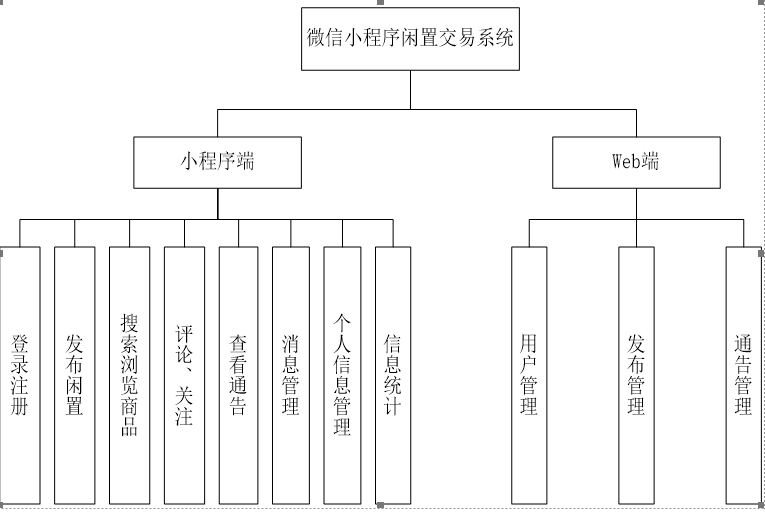 微信小程序闲置交易系统
小程序端
Web端
登录注册
发布闲置
搜索浏览商品
评论、关注
查看通告
消息管理
个人信息管理
信息统计
用户管理
发布管理
通告管理